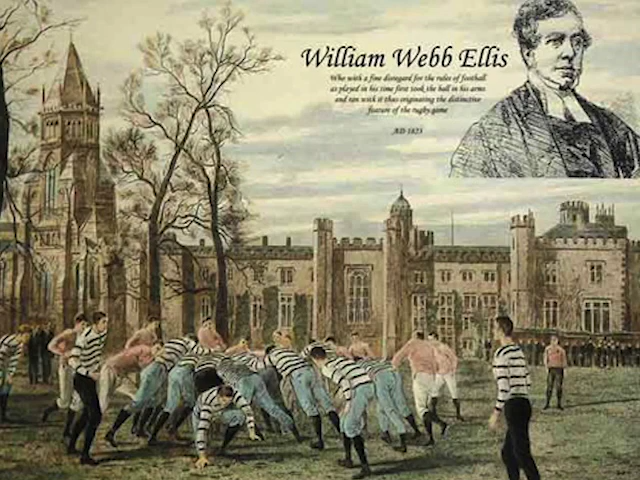 William Webb Ellis
Who with a fine disregard for the rules of football
as played in his time first took the ball in his arms
and ran with it thus originating the distinctive
feature of the rugby game
AD 1823